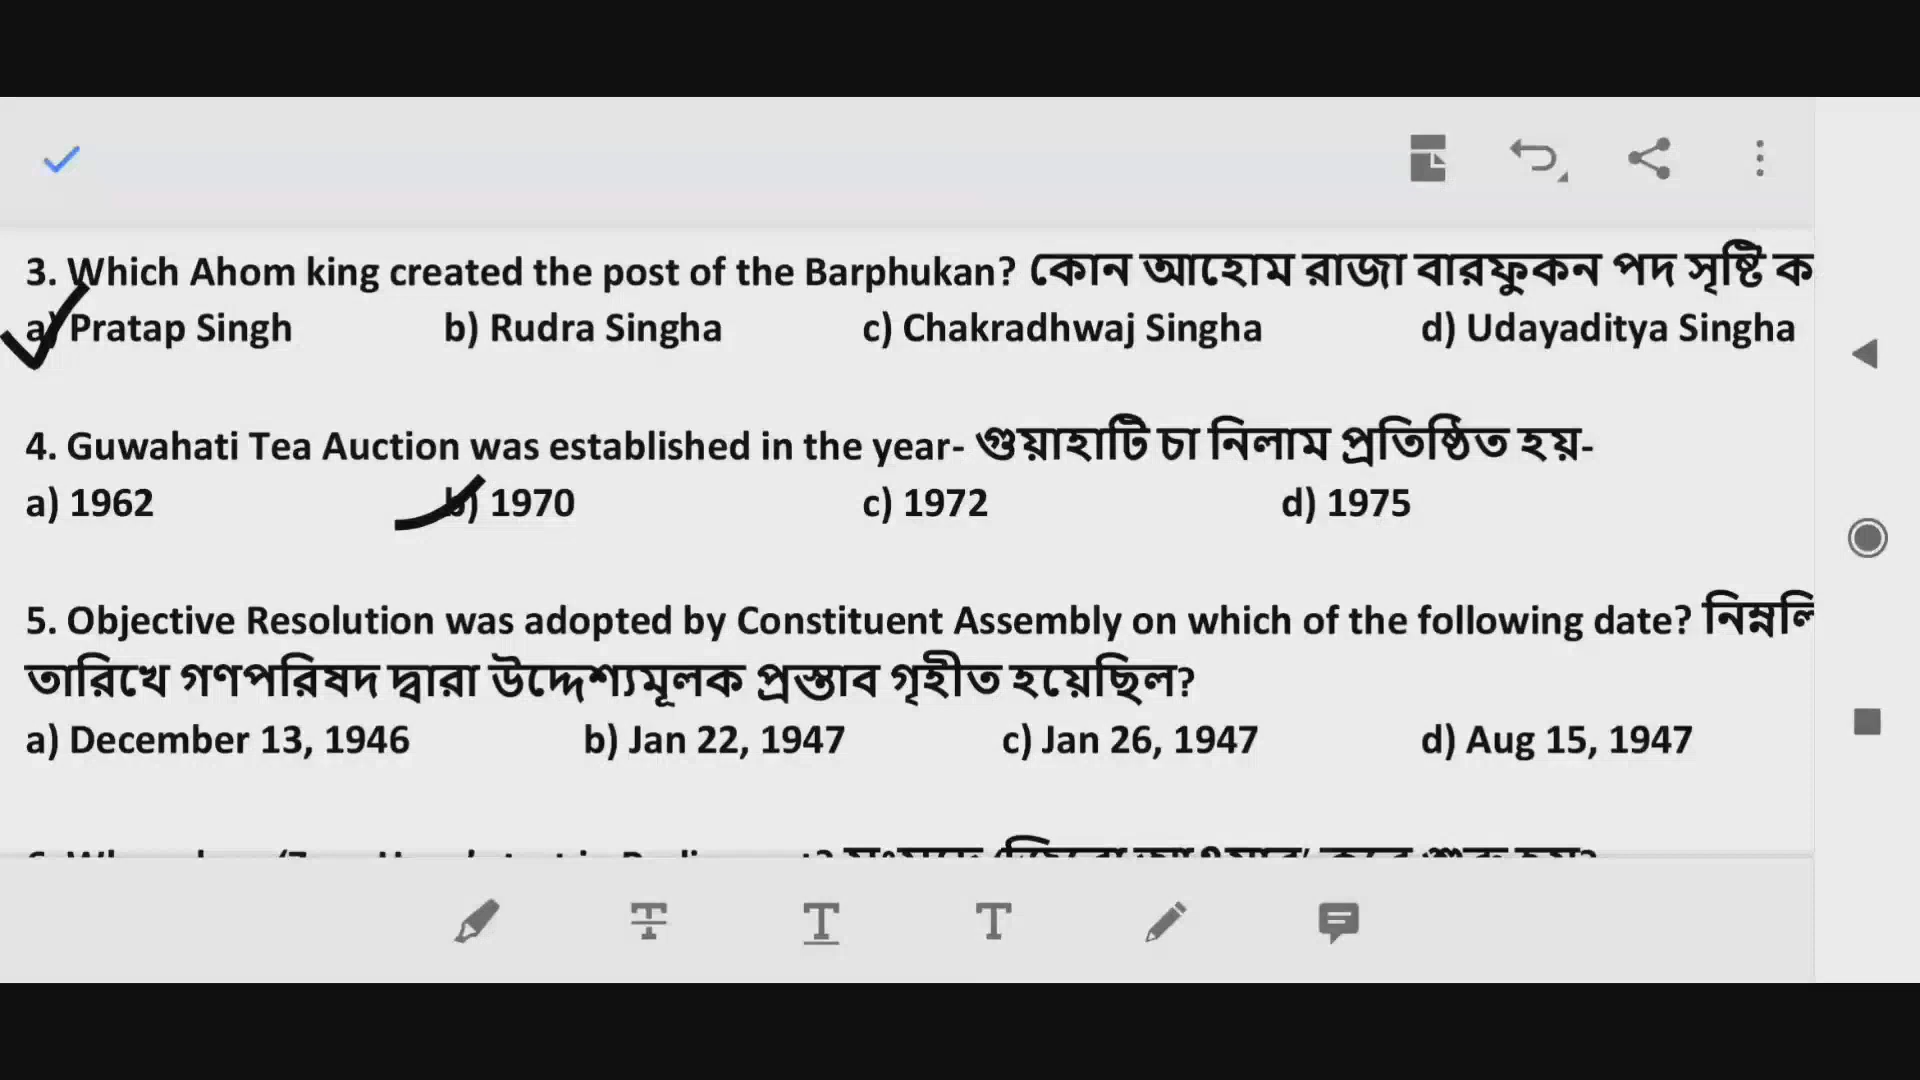 3. Which Ahom king created the post of the Barphukan? কোন আহোম রাজা বারফুকন পদ সৃষ্টি ক
a) Pratap Singh b) Rudra Singha c) Chakradhwaj Singha d) Udayaditya Singha
4. Guwahati Tea Auction was established in the year- গুয়াহাটি চা নিলাম প্রতিষ্ঠিত হয়-
a) 1962 b) 1970 c) 1972 d) 1975
5. Objective Resolution was adopted by Constituent Assembly on which of the following date? নিম্নলি
তারিখে গণপরিষদ দ্বারা উদ্দেশ্যমূলক প্রস্তাব গৃহীত হয়েছিল?
a) December 13, 1946 b) Jan 22, 1947 c) Jan 26, 1947 d) Aug 15, 1947